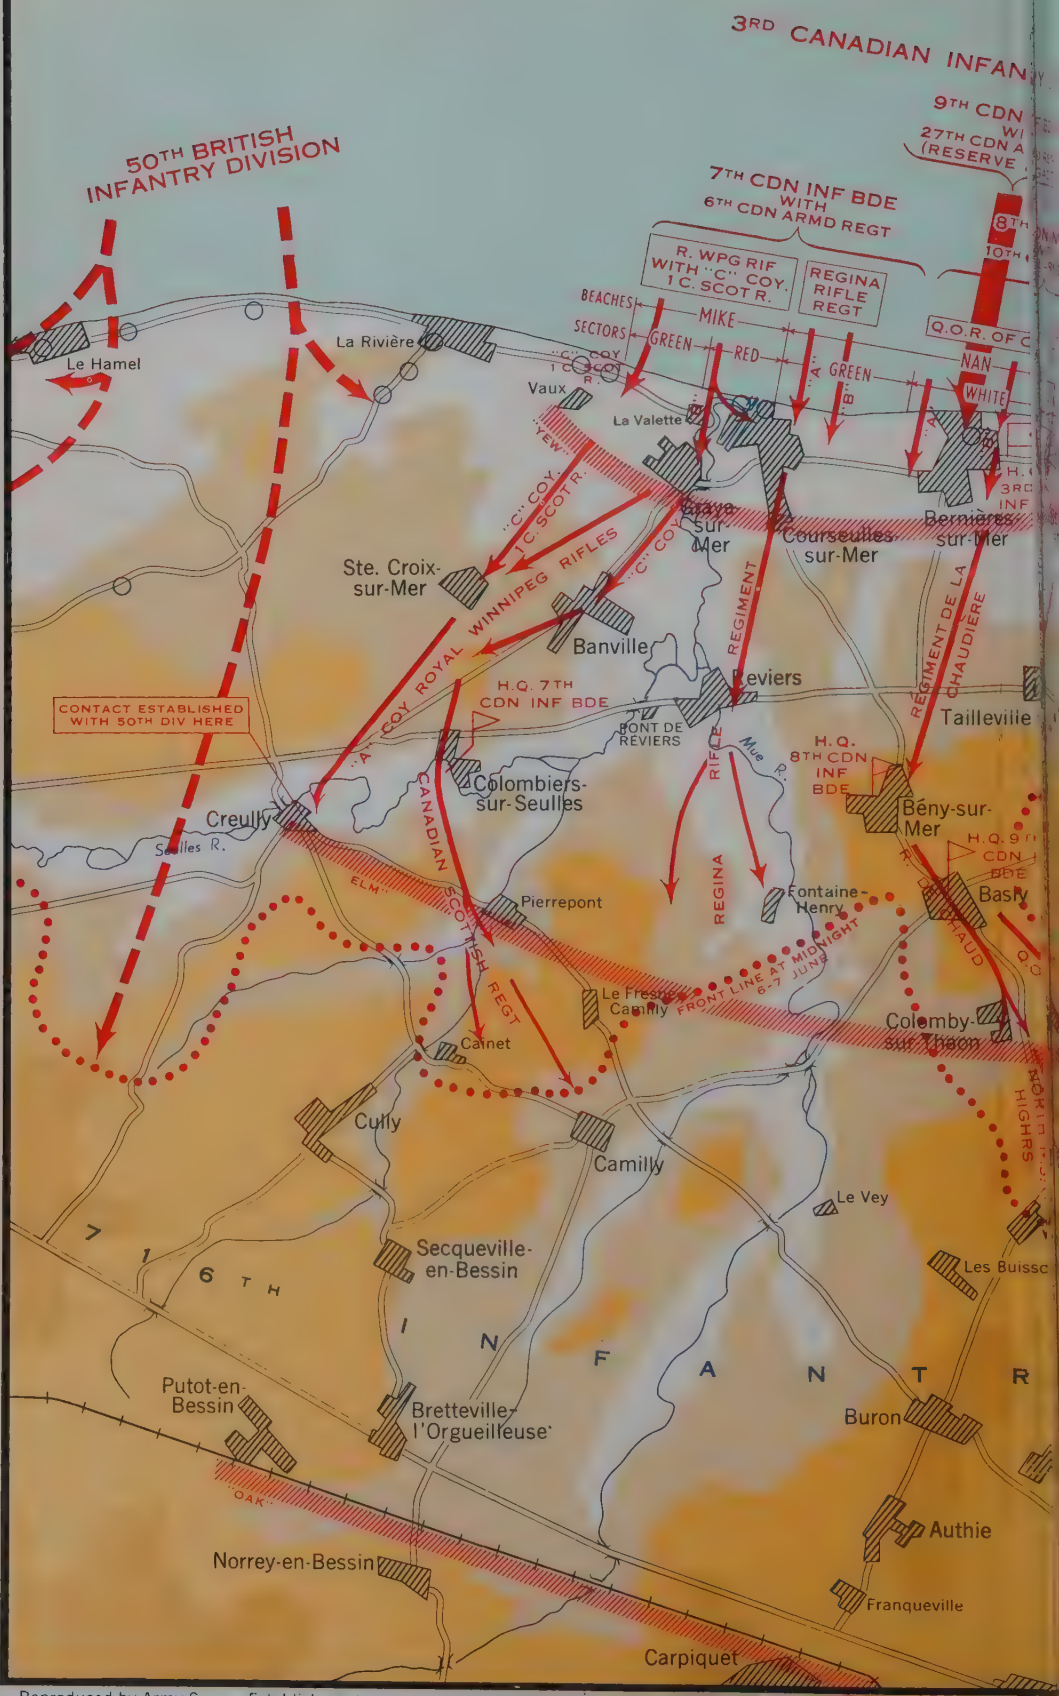 3RD CANADIAN INFAN
9TH CDN
27TH CDN A
(RESERVE
8TH
10TH
50TH BRITISH
INFANTRY DIVISION
7TH CDN INF BDE
WITH
6TH CDN ARMD REGT
R. WPG RIF
WITH "C" COY.
1 C. SCOT R.
REGINA
RIFLE
REGT
Q.O.R. OF C
BEACHES
MIKE
NAN
SECTORS
GREEN
RED
GREEN
WHITE
"A"
"B"
"A"
"B"
Le Hamel
La Rivière
"C" COY
1 C. SCOT
R.
Vaux
La Valette
"YEW"
Graye-
sur-
Mer
Courseulles
sur-Mer
Bernières-
sur-Mer
H.
3RD
INF
"C" COY.
1 C. SCOT R.
Ste. Croix-
sur-Mer
"A" COY ROYAL WINNIPEG RIFLES
"C" COY
Banville
REGINA RIFLE REGIMENT
RÉGIMENT DE LA
CHAUDIÈRE
H.Q. 7TH
CDN INF BDE
Reviers
PONT DE
REVIERS
Tailleville
CONTACT ESTABLISHED
WITH 50TH DIV HERE
Mue R.
H.Q.
8TH CDN
INF
BDE
Colombiers-
sur-Seulles
Creully
Seulles R.
Bény-sur-
Mer
CANADIAN SCOTTISH REGT
H.Q. 9TH
CDN
BDE
"ELM"
Pierrepont
Fontaine-
Henry
Basly
R. DE CHAUD
Q.O
FRONT LINE AT MIDNIGHT
6-7 JUNE
Le Fresne-
Camilly
Colomby-
sur Thaon
Cainet
HIGHRS
Cully
Camilly
Le Vey
716TH INFANTR
Secqueville-
en-Bessin
Les Buisso
Putot-en-
Bessin
Bretteville-
l'Orgueilleuse
Buron
"OAK"
Authie
Norrey-en-Bessin
Franqueville
Carpiquet